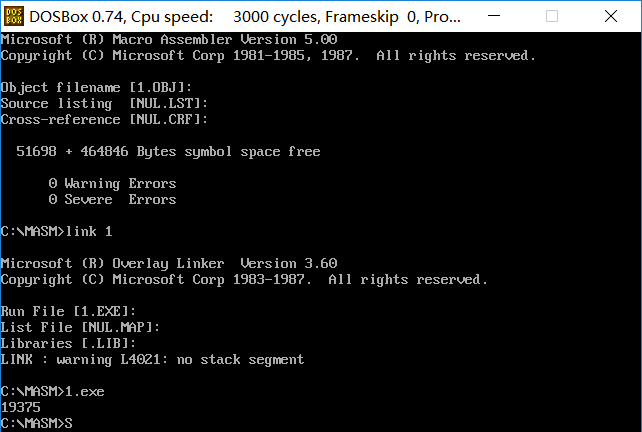 DOSBox 0.74, Cpu speed:    3000 cycles, Frameskip  0, Pro...
Microsoft (R) Macro Assembler Version 5.00
Copyright (C) Microsoft Corp 1981-1985, 1987.  All rights reserved.
Object filename [1.OBJ]:
Source listing  [NUL.LST]:
Cross-reference [NUL.CRF]:
51698 + 464846 Bytes symbol space free
0 Warning Errors
0 Severe  Errors
C:\MASM>link 1
Microsoft (R) Overlay Linker  Version 3.60
Copyright (C) Microsoft Corp 1983-1987.  All rights reserved.
Run File [1.EXE]:
List File [NUL.MAP]:
Libraries [.LIB]:
LINK : warning L4021: no stack segment
C:\MASM>1.exe
19375
C:\MASM>S